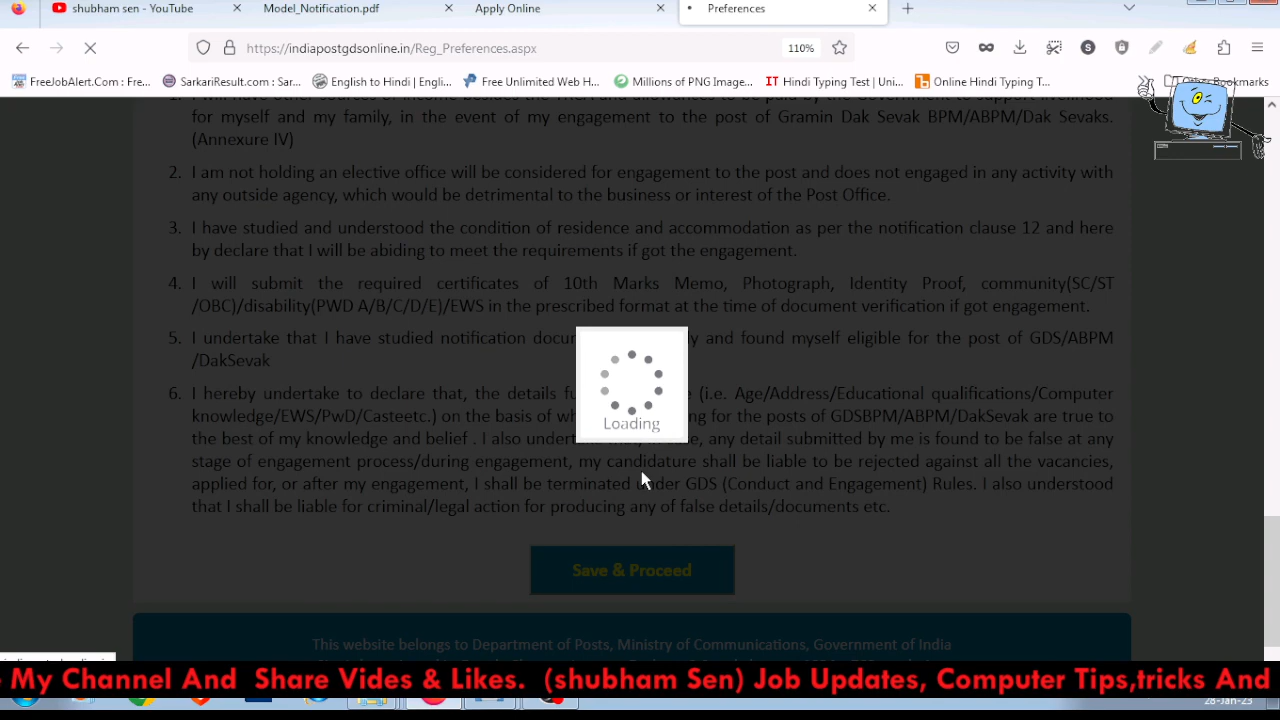 shubham sen - YouTube
Model_Notification.pdf
Apply Online
Preferences
https://indiapostgdsonline.in/Reg_Preferences.aspx
110%
FreeJobAlert.Com : Fre...
SarkariResult.com : Sar...
English to Hindi | Engli...
Free Unlimited Web H...
Millions of PNG Image...
Hindi Typing Test | Uni...
Online Hindi Typing T...
Other Bookmarks
for myself and my family, in the event of my engagement to the post of Gramin Dak Sevak BPM/ABPM/Dak Sevaks.
(Annexure IV)
2. I am not holding an elective office will be considered for engagement to the post and does not engaged in any activity with
any outside agency, which would be detrimental to the business or interest of the Post Office.
3. I have studied and understood the condition of residence and accommodation as per the notification clause 12 and here
by declare that I will be abiding to meet the requirements if got the engagement.
4. I will submit the required certificates of 10th Marks Memo, Photograph, Identity Proof, community(SC/ST
/OBC)/disability(PWD A/B/C/D/E)/EWS in the prescribed format at the time of document verification if got engagement.
5. I undertake that I have studied notification and found myself eligible for the post of GDS/ABPM
/DakSevak
6. I hereby undertake to declare that, the details (i.e. Age/Address/Educational qualifications/Computer
knowledge/EWS/PwD/Casteetc.) on the basis of for the posts of GDSBPM/ABPM/DakSevak are true to
the best of my knowledge and belief . I also any detail submitted by me is found to be false at any
stage of engagement process/during engagement, my candidature shall be liable to be rejected against all the vacancies,
applied for, or after my engagement, I shall be terminated under GDS (Conduct and Engagement) Rules. I also understood
that I shall be liable for criminal/legal action for producing any of false details/documents etc.
Loading
Save & Proceed
This website belongs to Department of Posts, Ministry of Communications, Government of India
My Channel And Share Videos & Likes. (shubham Sen) Job Updates, Computer Tips,tricks And
28-Jan-23